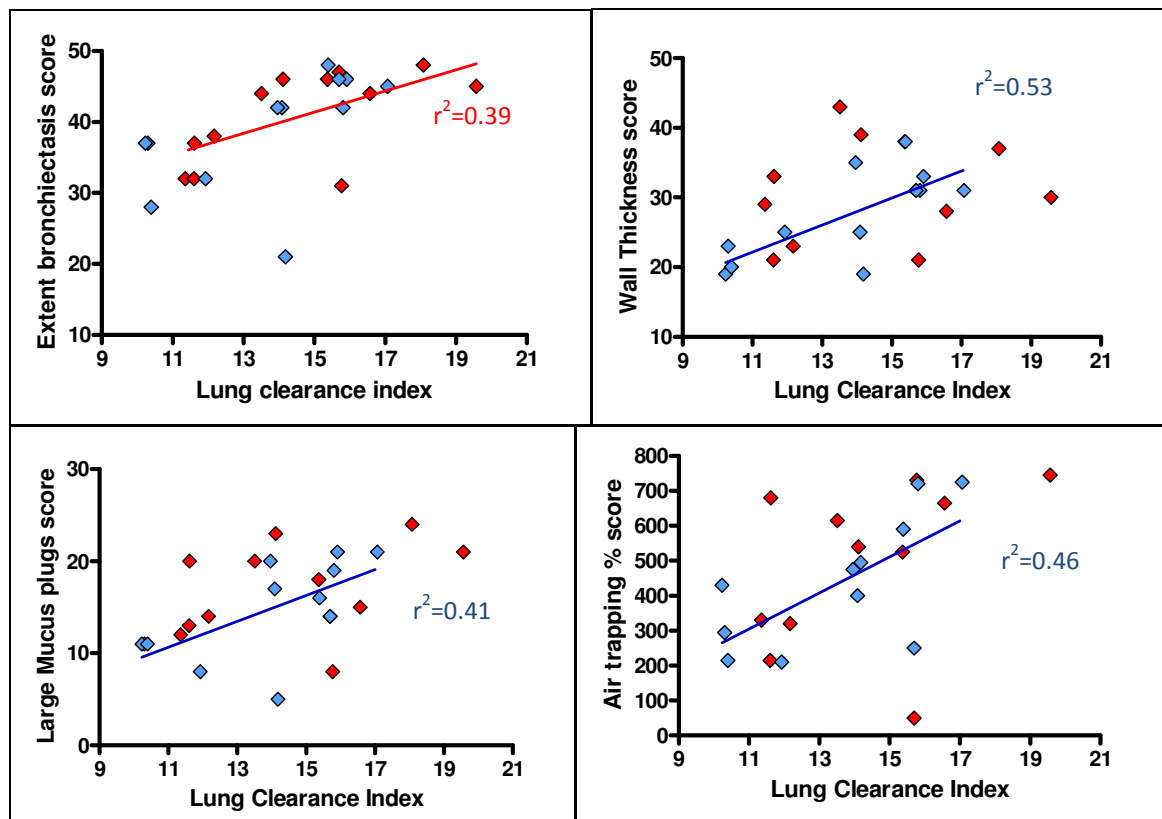 Extent bronchiectasis score
50
40
30
20
10
9 11 13 15 17 19 21
Lung clearance index
r²=0.39
Wall Thickness score
50
40
30
20
10
9 11 13 15 17 19 21
Lung Clearance Index
r²=0.53
Large Mucus plugs score
30
20
10
0
9 11 13 15 17 19 21
Lung Clearance Index
r²=0.41
Air trapping % score
800
700
600
500
400
300
200
100
0
9 11 13 15 17 19 21
Lung Clearance Index
r²=0.46